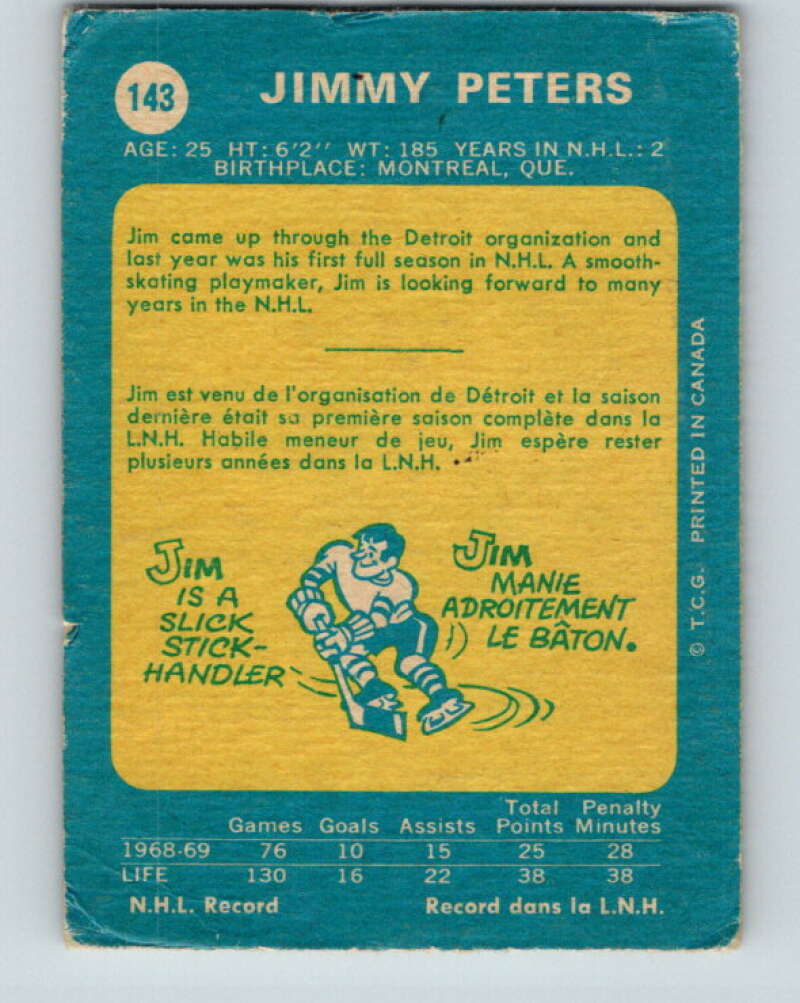 143
JIMMY PETERS
AGE: 25 HT: 6'2'' WT: 185 YEARS IN N.H.L.: 2
BIRTHPLACE: MONTREAL, QUE.
Jim came up through the Detroit organization and
last year was his first full season in N.H.L. A smooth-
skating playmaker, Jim is looking forward to many
years in the N.H.L.
Jim est venu de l'organisation de Détroit et la saison
dernière était sa première saison complète dans la
L.N.H. Habile meneur de jeu, Jim espère rester
plusieurs années dans la L.N.H.
JIM
IS A
SLICK
STICK-
HANDLER
JIM
MANIE
ADROITEMENT
LE BÂTON.
© T.C.G. PRINTED IN CANADA
Total Penalty
Games Goals Assists Points Minutes
1968-69 76 10 15 25 28
LIFE 130 16 22 38 38
N.H.L. Record Record dans la L.N.H.